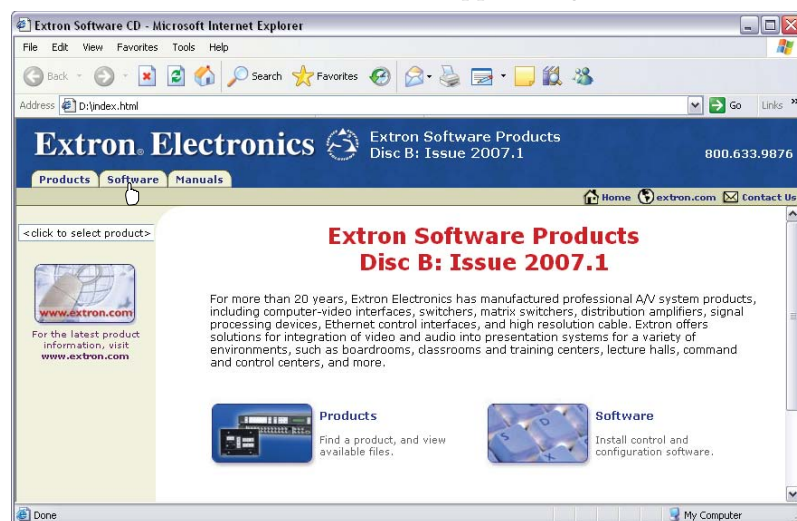 Extron Software CD - Microsoft Internet Explorer
File Edit View Favorites Tools Help
Back Search Favorites
Address D:\index.html Go Links »
Extron® Electronics
Extron Software Products
Disc B: Issue 2007.1
800.633.9876
Products Software Manuals
Home extron.com Contact Us
<click to select product>
www.extron.com
For the latest product
information, visit
www.extron.com
Extron Software Products
Disc B: Issue 2007.1
For more than 20 years, Extron Electronics has manufactured professional A/V system products,
including computer-video interfaces, switchers, matrix switchers, distribution amplifiers, signal
processing devices, Ethernet control interfaces, and high resolution cable. Extron offers
solutions for integration of video and audio into presentation systems for a variety of
environments, such as boardrooms, classrooms and training centers, lecture halls, command
and control centers, and more.
Products
Find a product, and view
available files.
S D X
Software
Install control and
configuration software.
Done My Computer